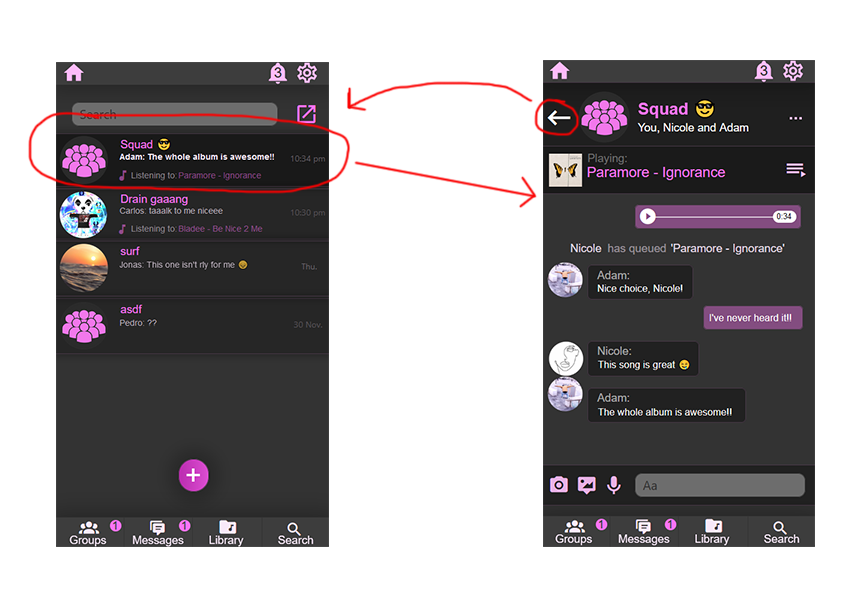 3
Search
Squad 😎
Adam: The whole album is awesome!!
10:34 pm
Listening to: Paramore - Ignorance
Drain gaaang
Carlos: taaalk to me niceee
10:30 pm
Listening to: Bladee - Be Nice 2 Me
surf
Jonas: This one isn't rly for me 😔
Thu.
asdf
Pedro: ??
30 Nov.
+
Groups 1
Messages 1
Library
Search
3
Squad 😎
You, Nicole and Adam
...
Playing:
Paramore - Ignorance
0:34
Nicole has queued 'Paramore - Ignorance'
Adam:
Nice choice, Nicole!
I've never heard it!!
Nicole:
This song is great 😆
Adam:
The whole album is awesome!!
Aa
Groups 1
Messages 1
Library
Search